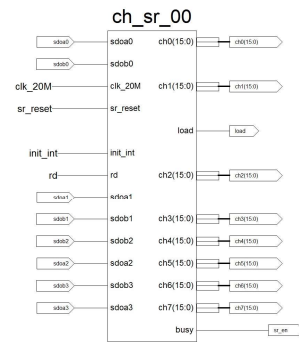 ch_sr_00
sdoa0 sdoa0 ch0(15:0) ch0(15:0)
sdob0 sdob0
clk_20M clk_20M ch1(15:0) ch1(15:0)
sr_reset sr_reset
load load
init_int init_int
rd rd ch2(15:0) ch2(15:0)
sdoa1 sdoa1
sdob1 sdob1 ch3(15:0) ch3(15:0)
sdob2 sdob2 ch4(15:0) ch4(15:0)
sdoa2 sdoa2 ch5(15:0) ch5(15:0)
sdob3 sdob3 ch6(15:0) ch6(15:0)
sdoa3 sdoa3 ch7(15:0) ch7(15:0)
busy sr_en